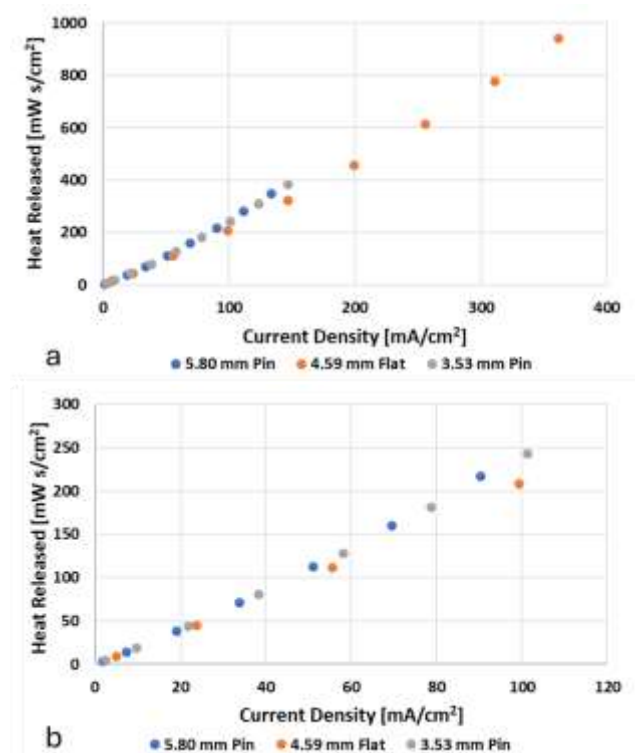 1000
800
600
400
200
0
0 100 200 300 400
Heat Released [mW s/cm²]
Current Density [mA/cm²]
a
5.80 mm Pin 4.59 mm Flat 3.53 mm Pin
300
250
200
150
100
50
0
0 20 40 60 80 100 120
Heat Released [mW s/cm²]
Current Density [mA/cm²]
b
5.80 mm Pin 4.59 mm Flat 3.53 mm Pin